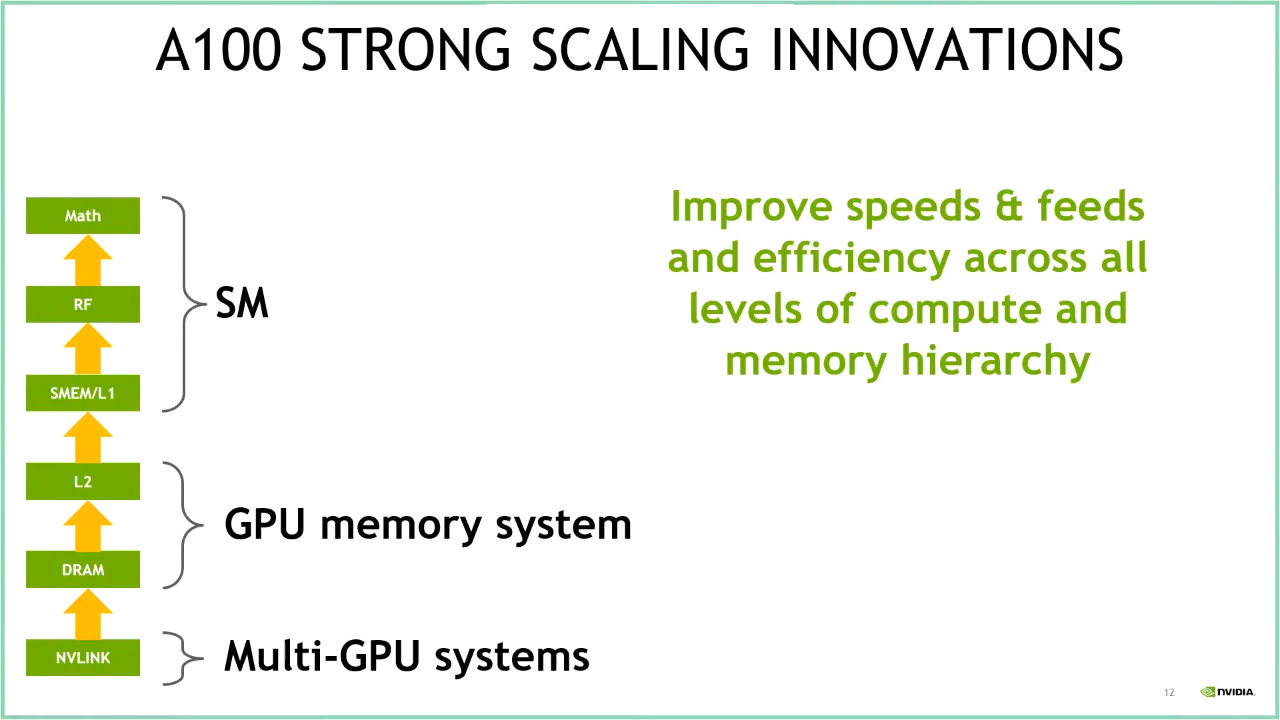 A100 STRONG SCALING INNOVATIONS
Math
RF
SMEM/L1
L2
DRAM
NVLINK
SM
GPU memory system
Multi-GPU systems
Improve speeds & feeds
and efficiency across all
levels of compute and
memory hierarchy
12
NVIDIA.